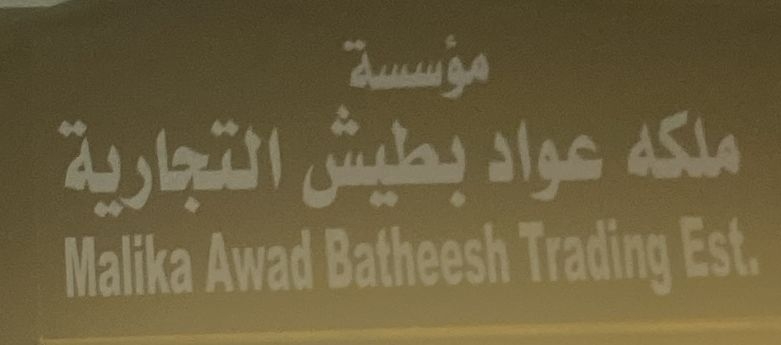 مؤسسة
ملكه عواد بطيش التجارية
Malika Awad Batheesh Trading Est.